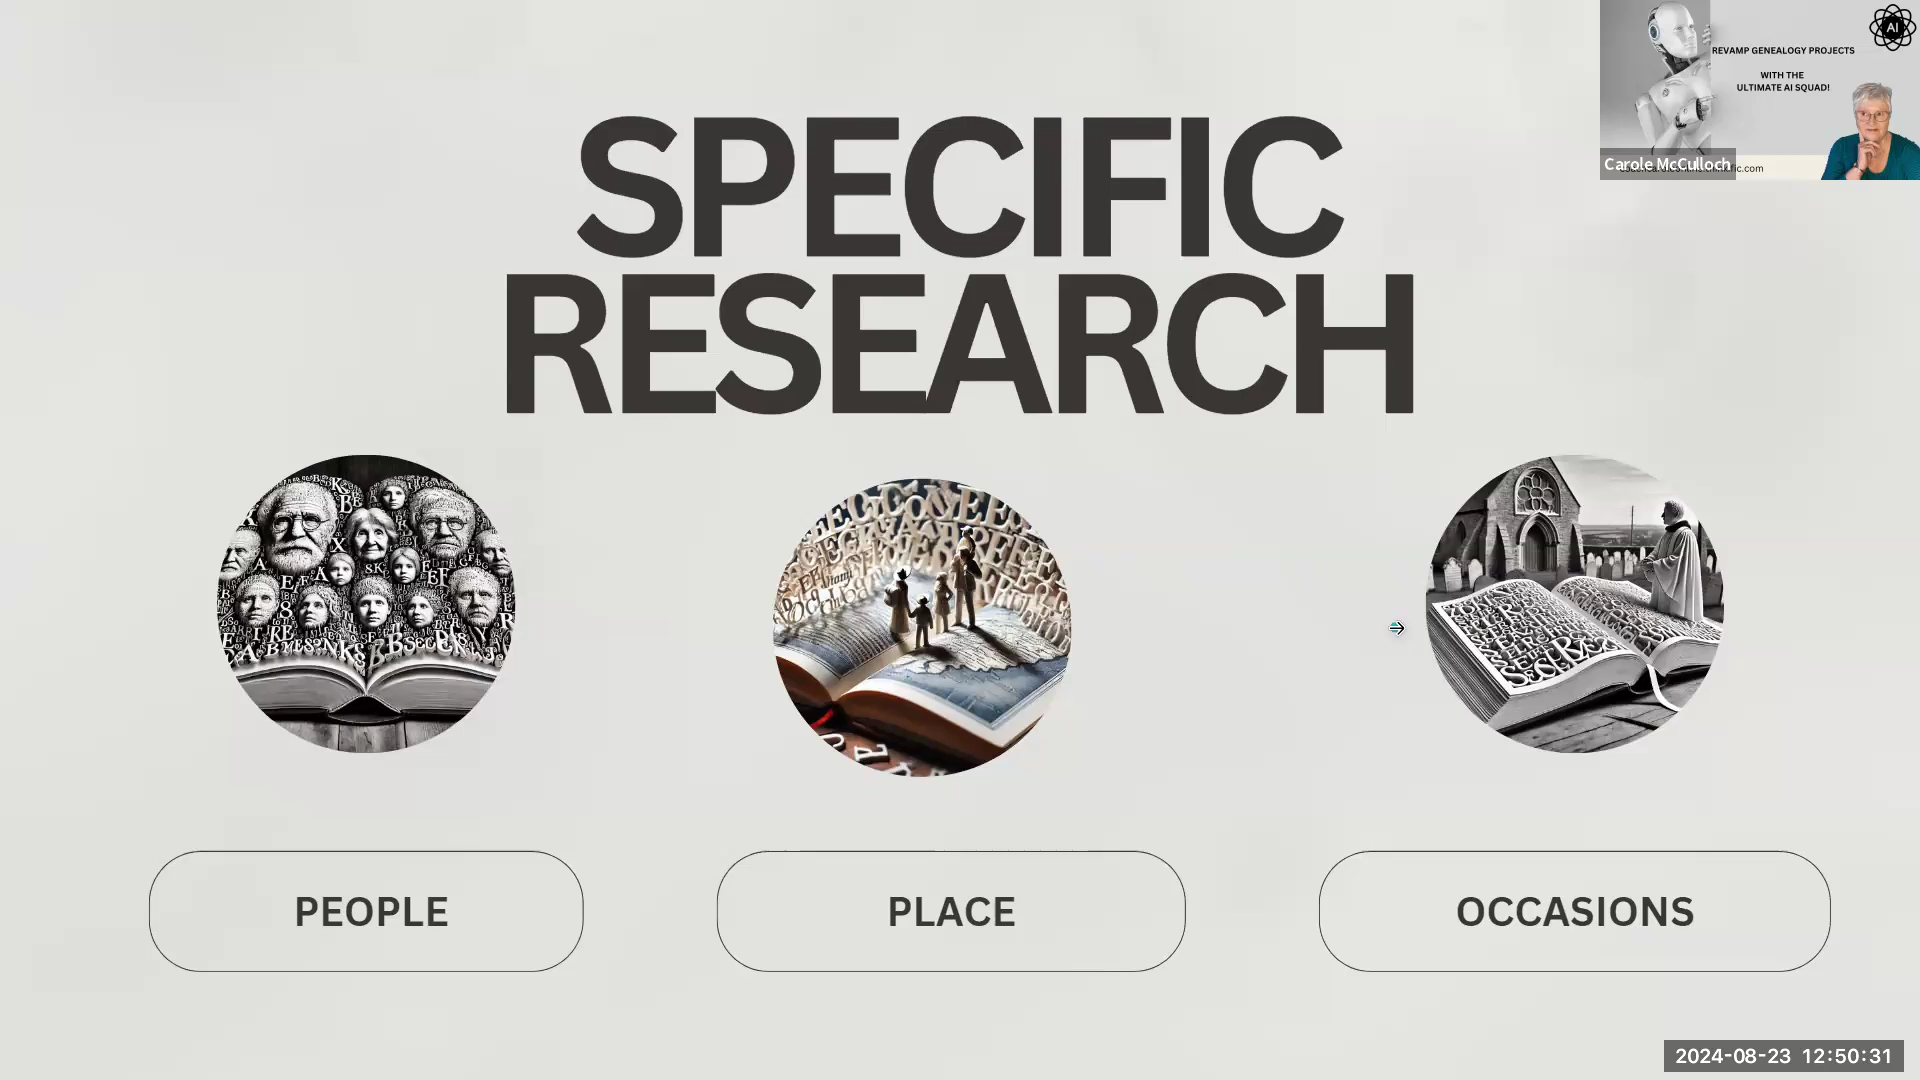 AI
REVAMP GENEALOGY PROJECTS
WITH THE
ULTIMATE AI SQUAD!
Carole McCulloch
SPECIFIC
RESEARCH
PEOPLE
PLACE
OCCASIONS
2024-08-23 12:50:31